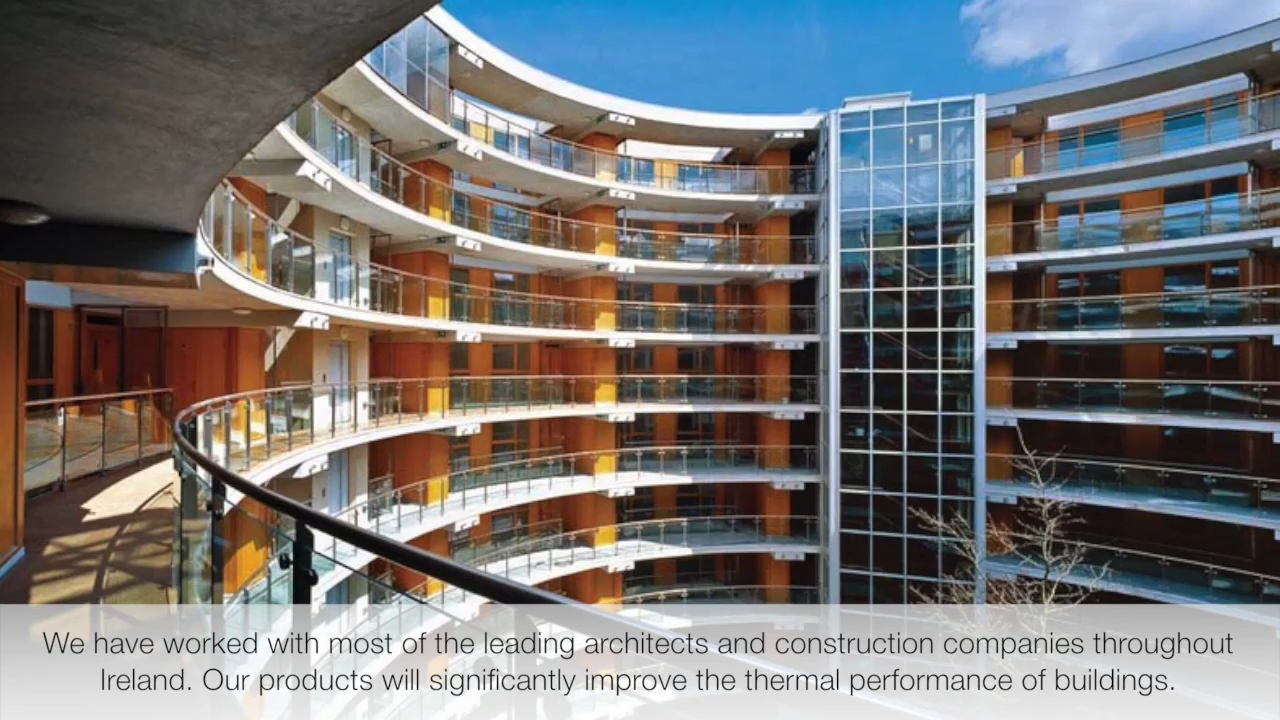 We have worked with most of the leading architects and construction companies throughout
Ireland. Our products will significantly improve the thermal performance of buildings.